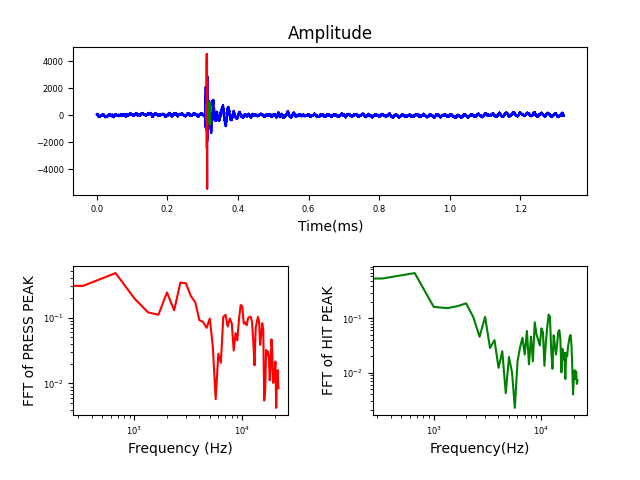 Amplitude
4000
2000
0
−2000
−4000
0.0 0.2 0.4 0.6 0.8 1.0 1.2
Time(ms)
FFT of PRESS PEAK
10⁻¹
10⁻²
10³ 10⁴
Frequency (Hz)
FFT of HIT PEAK
10⁻¹
10⁻²
10³ 10⁴
Frequency(Hz)